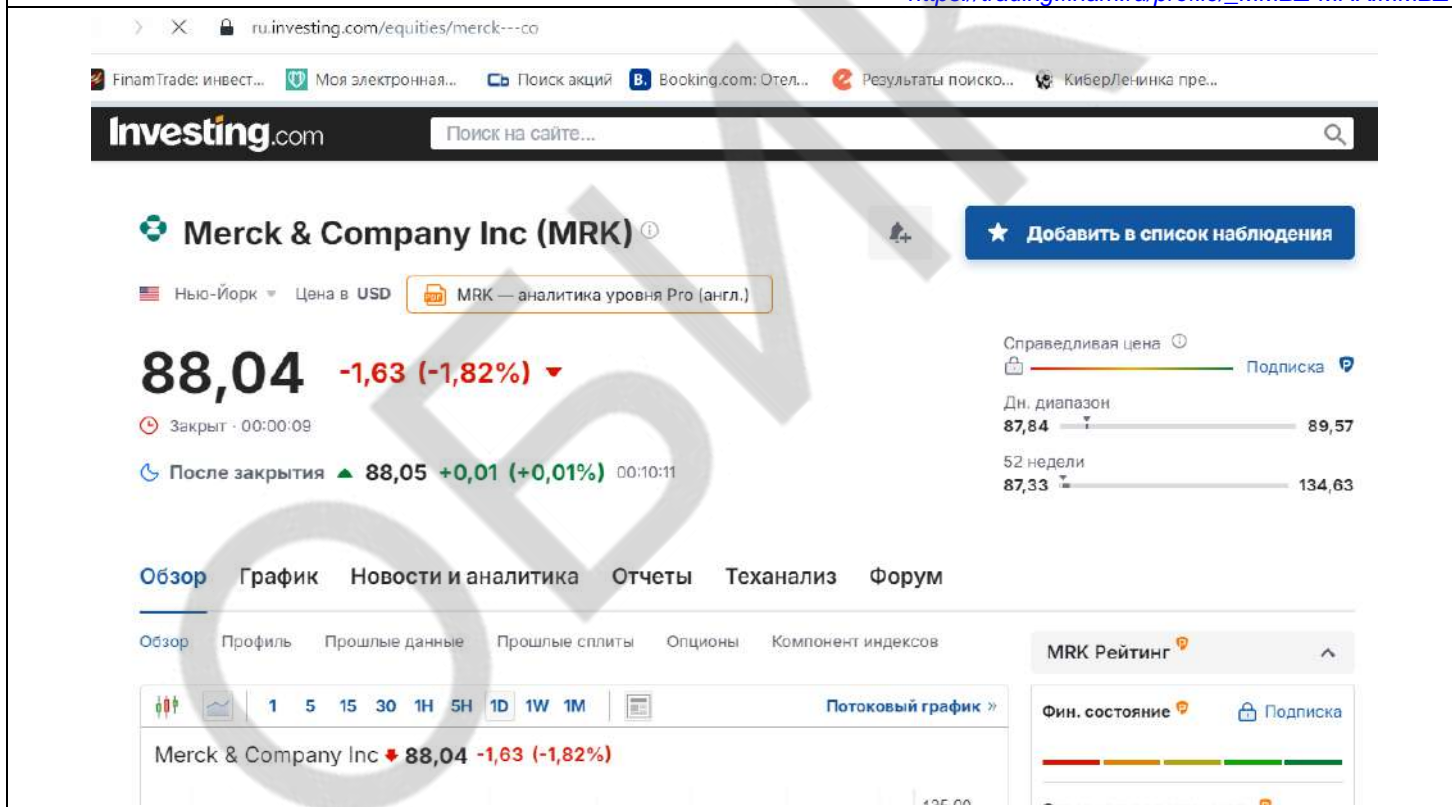 ru.investing.com/equities/merck---co
FinamTrade: инвест... Моя электронная... Поиск акций Booking.com: Отел... Результаты поиско... КиберЛенинка пре...
Investing.com Поиск на сайте...
Merck & Company Inc (MRK) Добавить в список наблюдения
Нью-Йорк Цена в USD MRK — аналитика уровня Pro (англ.)
88,04 -1,63 (-1,82%)
Справедливая цена
Подписка
Закрыт · 00:00:09
Дн. диапазон
87,84 89,57
После закрытия 88,05 +0,01 (+0,01%) 00:10:11
52 недели
87,33 134,63
Обзор График Новости и аналитика Отчеты Теханализ Форум
Обзор Профиль Прошлые данные Прошлые сплиты Опционы Компонент индексов
MRK Рейтинг
1 5 15 30 1H 5H 1D 1W 1M Потоковый график »
Фин. состояние Подписка
Merck & Company Inc 88,04 -1,63 (-1,82%)
ОБИК